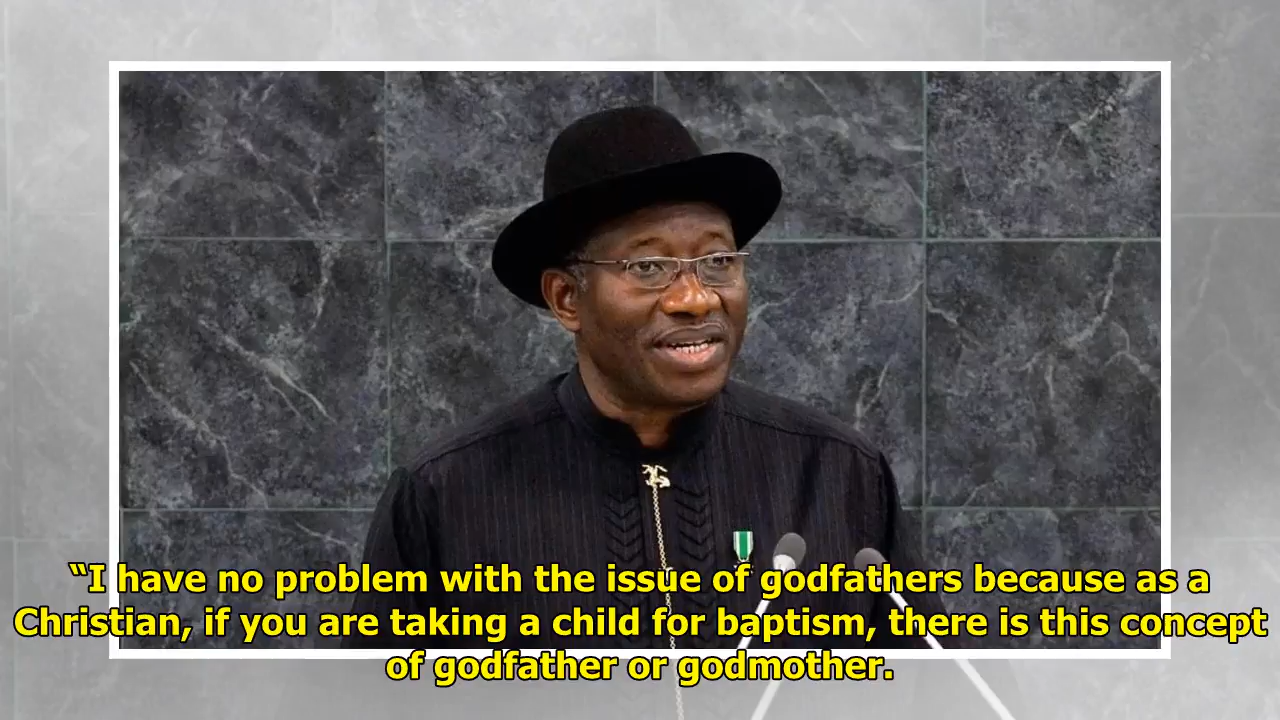 “I have no problem with the issue of godfathers because as a
Christian, if you are taking a child for baptism, there is this concept
of godfather or godmother.